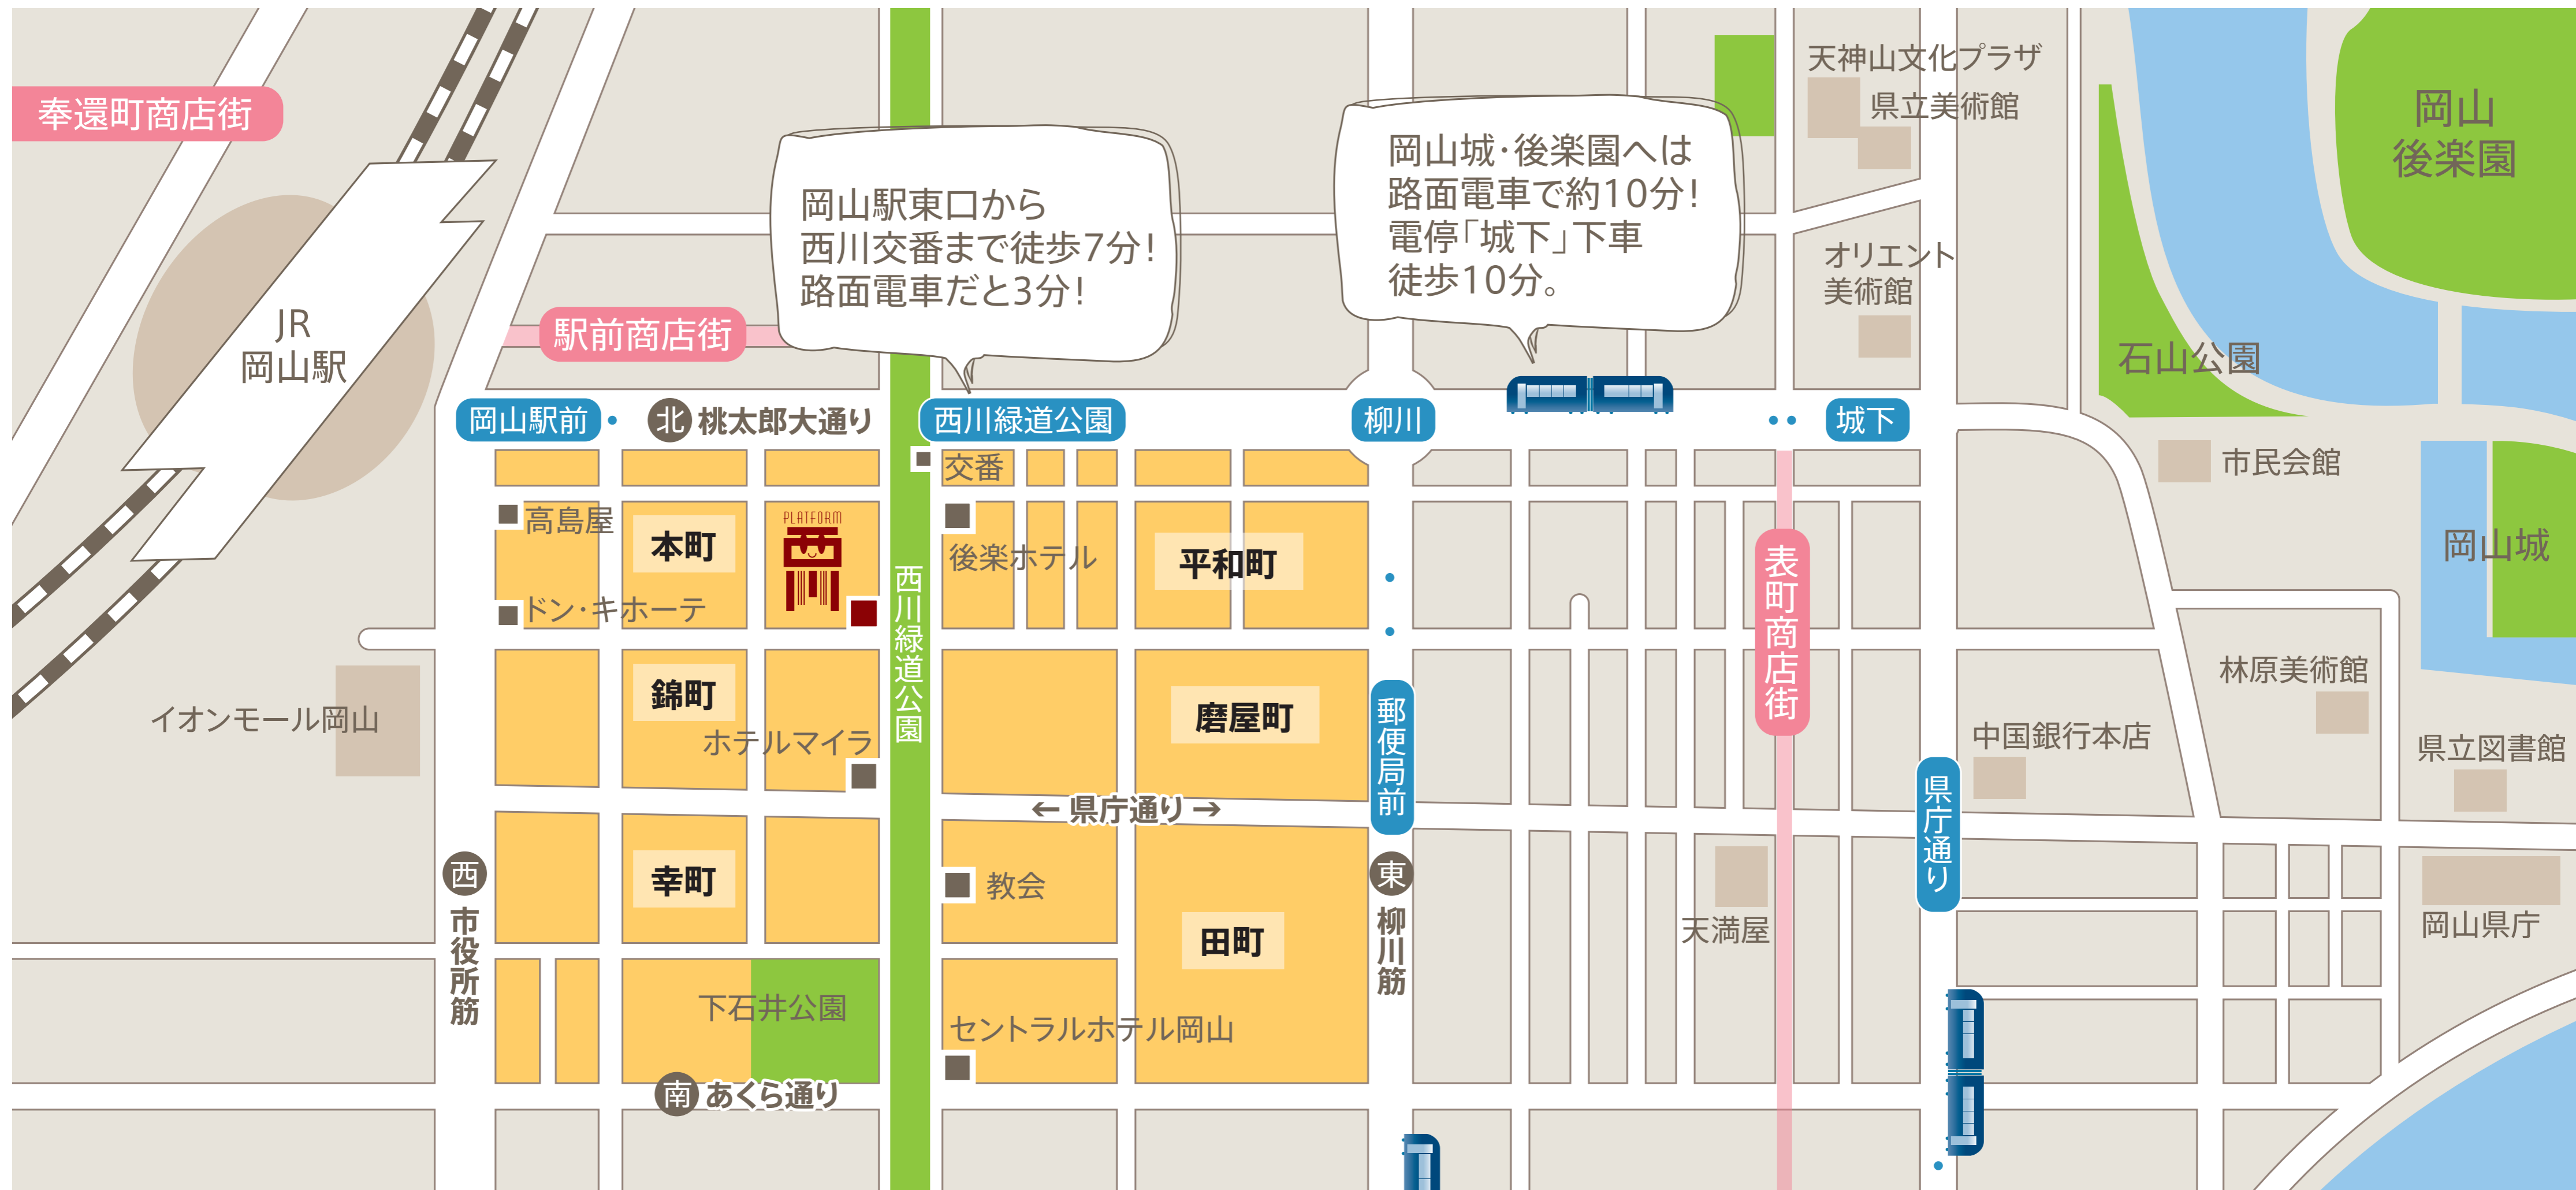 奉還町商店街
JR
岡山駅
イオンモール岡山
駅前商店街
岡山駅東口から
西川交番まで徒歩7分!
路面電車だと3分!
岡山城・後楽園へは
路面電車で約10分!
電停「城下」下車
徒歩10分。
天神山文化プラザ
県立美術館
オリエント
美術館
岡山
後楽園
石山公園
岡山駅前
北 桃太郎大通り
西川緑道公園
柳川
城下
交番
市民会館
高島屋
本町
PLATFORM
後楽ホテル
平和町
岡山城
ドン・キホーテ
西川緑道公園
表町商店街
錦町
ホテルマイラ
磨屋町
郵便局前
林原美術館
中国銀行本店
県立図書館
← 県庁通り →
県庁通り
西 市役所筋
幸町
教会
東 柳川筋
田町
天満屋
岡山県庁
下石井公園
セントラルホテル岡山
南 あくら通り